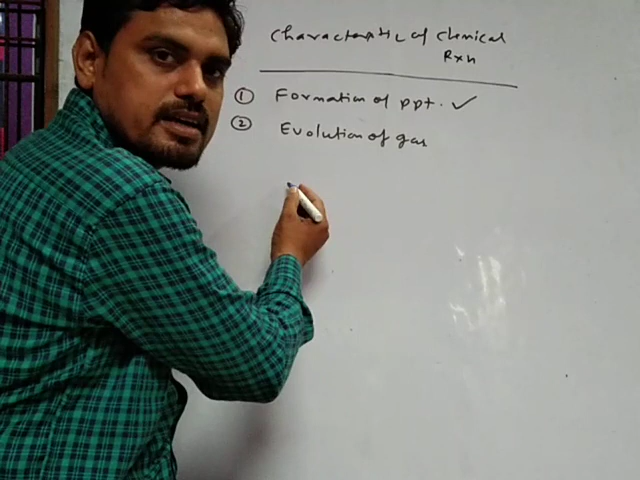 Characteristic of Chemical
Rxn
① Formation of ppt. ✓
② Evolution of gas